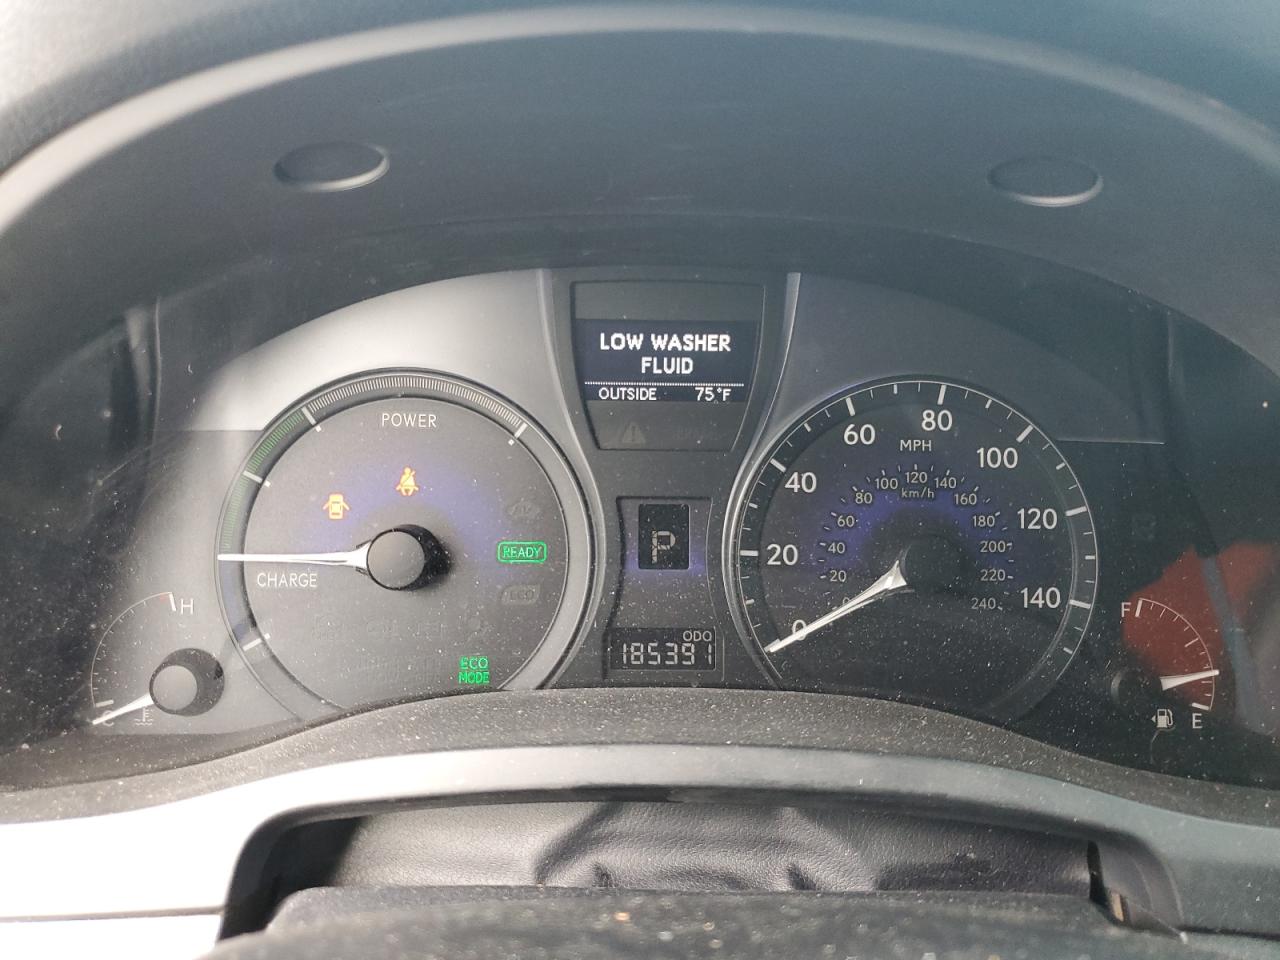 LOW WASHER
FLUID
OUTSIDE 75°F
POWER
CHARGE
READY
ECO
ECO
MODE
H
C
P
ODO
185391
MPH
0
20
40
60
80
100
120
140
km/h
20
40
60
80
100
120
140
160
180
200
220
240
F
E